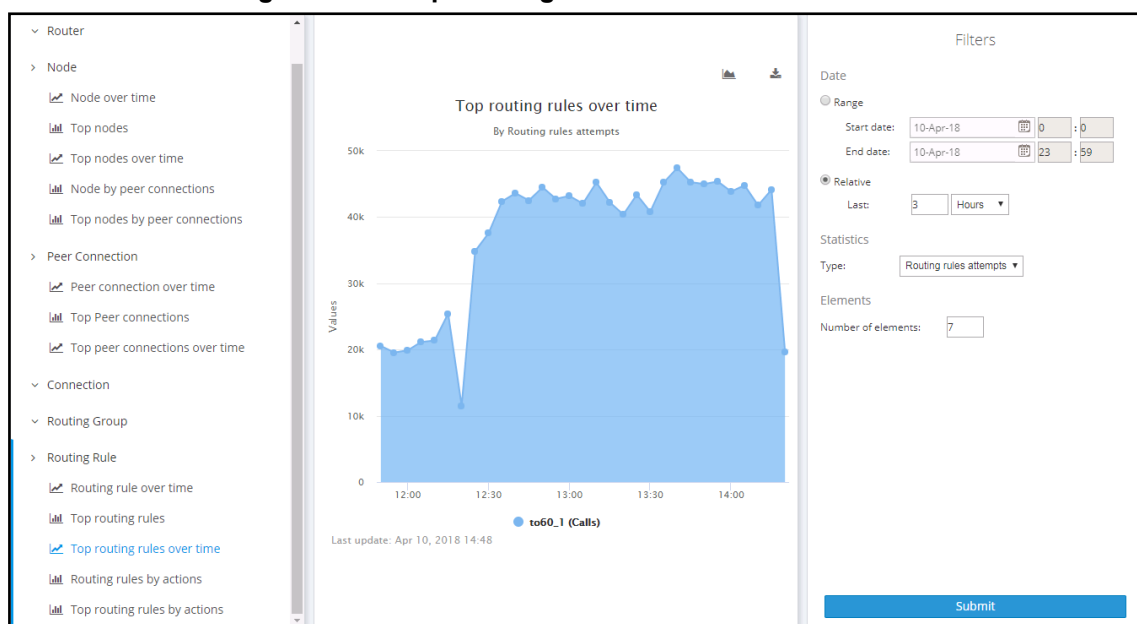 Router
Node
Node over time
Top nodes
Top nodes over time
Node by peer connections
Top nodes by peer connections
Peer Connection
Peer connection over time
Top Peer connections
Top peer connections over time
Connection
Routing Group
Routing Rule
Routing rule over time
Top routing rules
Top routing rules over time
Routing rules by actions
Top routing rules by actions
Top routing rules over time
By Routing rules attempts
Values
50k
40k
30k
20k
10k
0
12:00 12:30 13:00 13:30 14:00
to60_1 (Calls)
Last update: Apr 10, 2018 14:48
Filters
Date
Range
Start date: 10-Apr-18 0 : 0
End date: 10-Apr-18 23 : 59
Relative
Last: 3 Hours
Statistics
Type: Routing rules attempts
Elements
Number of elements: 7
Submit